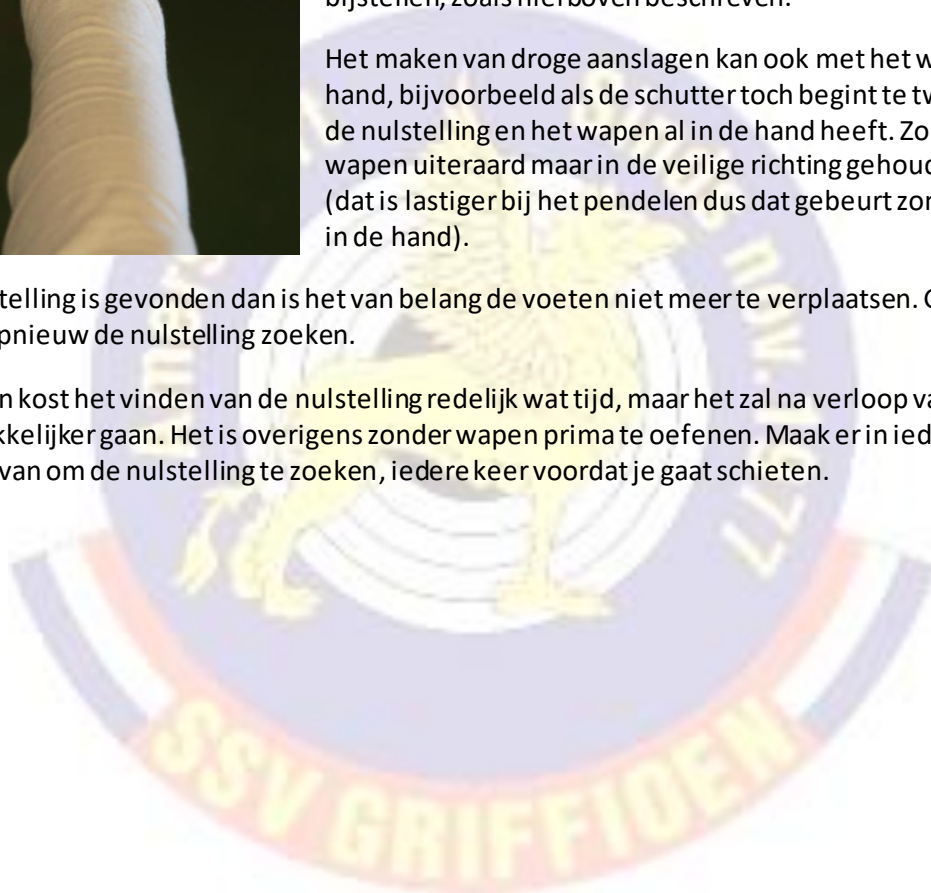 bijstellen, zoals hierboven beschreven.
Het maken van droge aanslagen kan ook met het w
hand, bijvoorbeeld als de schutter toch begint te tw
de nulstelling en het wapen al in de hand heeft. Zo
wapen uiteraard maar in de veilige richting gehoud
(dat is lastiger bij het pendelen dus dat gebeurt zon
in de hand).
telling is gevonden dan is het van belang de voeten niet meer te verplaatsen.
pnieuw de nulstelling zoeken.
n kost het vinden van de nulstelling redelijk wat tijd, maar het zal na verloop va
kkelijker gaan. Het is overigens zonder wapen prima te oefenen. Maak er in ied
van om de nulstelling te zoeken, iedere keer voordat je gaat schieten.
nov. 1977
SSV GRIFFIOEN